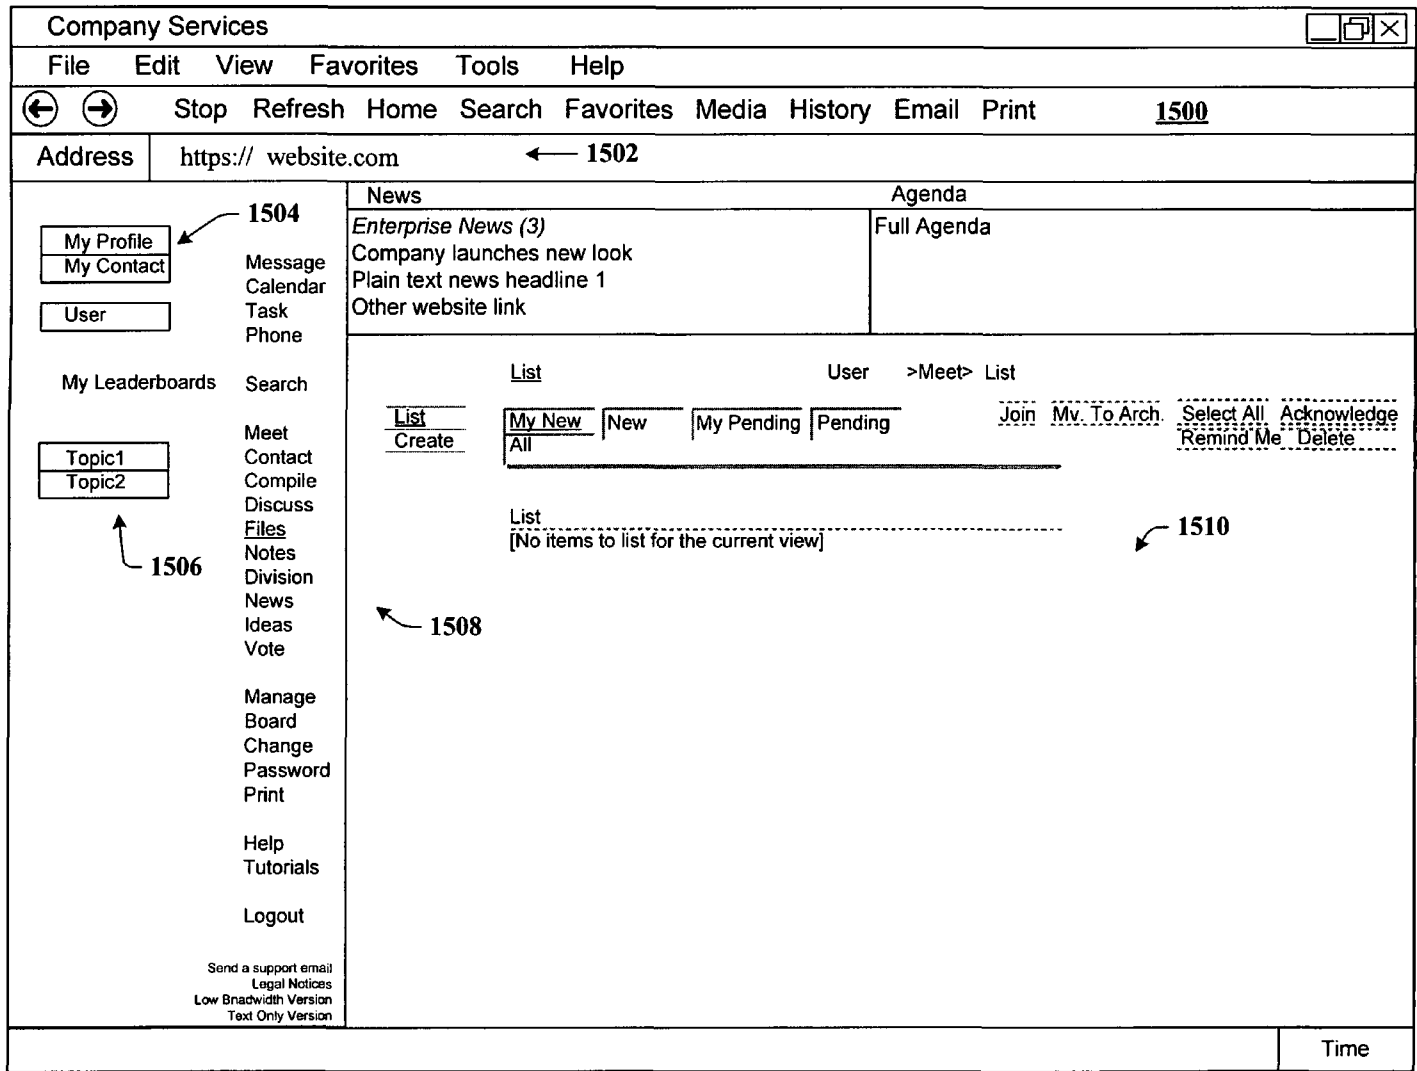 Company Services
File Edit View Favorites Tools Help
Stop Refresh Home Search Favorites Media History Email Print 1500
Address https:// website.com 1502
1504
My Profile
My Contact
User
My Leaderboards
Topic1
Topic2
1506
Message
Calendar
Task
Phone
Search
Meet
Contact
Compile
Discuss
Files
Notes
Division
News
Ideas
Vote
Manage
Board
Change
Password
Print
Help
Tutorials
Logout
Send a support email
Legal Notices
Low Bnadwidth Version
Text Only Version
News Agenda
Enterprise News (3)
Company launches new look
Plain text news headline 1
Other website link
Full Agenda
List User >Meet> List
List
Create
My New New My Pending Pending
All
Join Mv. To Arch. Select All Acknowledge
Remind Me Delete
List
[No items to list for the current view]
1510
1508
Time